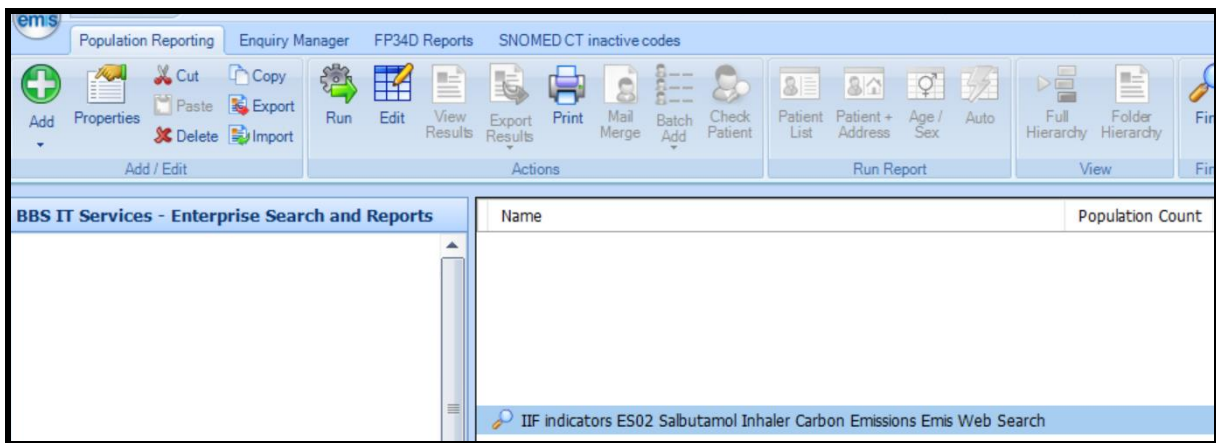 emis
Population Reporting Enquiry Manager FP34D Reports SNOMED CT inactive codes
Add
Properties
Cut
Paste
Delete
Copy
Export
Import
Run
Edit
View
Results
Export
Results
Print
Mail
Merge
Batch
Add
Check
Patient
Patient
List
Patient +
Address
Age /
Sex
Auto
Full
Hierarchy
Folder
Hierarchy
Add / Edit Actions Run Report View
BBS IT Services - Enterprise Search and Reports
Name Population Count
IIF indicators ES02 Salbutamol Inhaler Carbon Emissions Emis Web Search